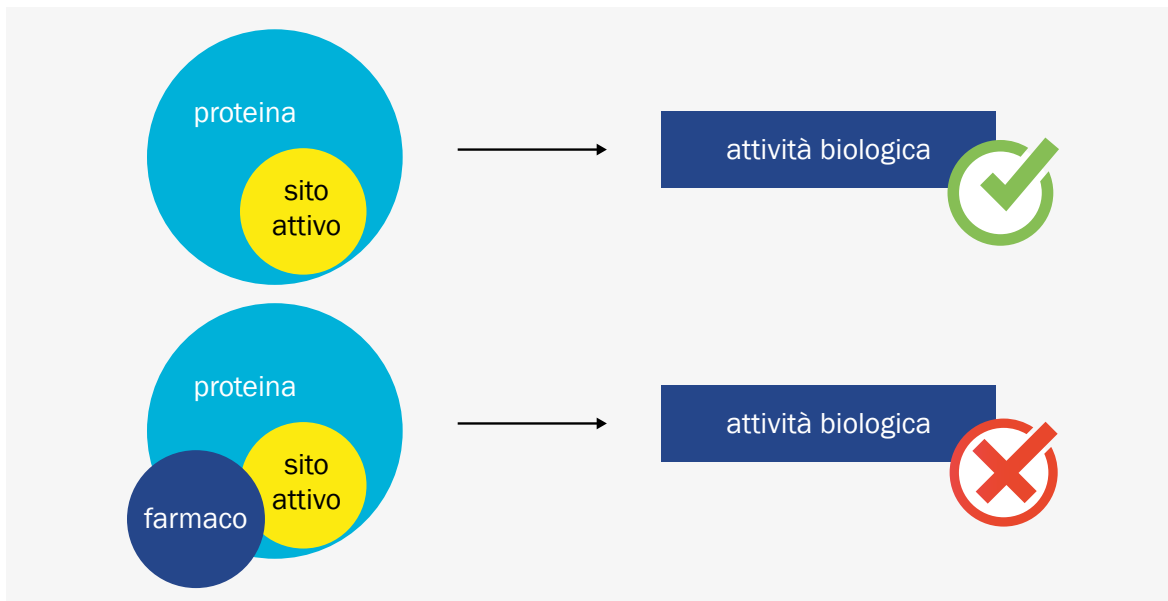 proteina
sito
attivo
attività biologica
proteina
sito
attivo
farmaco
attività biologica